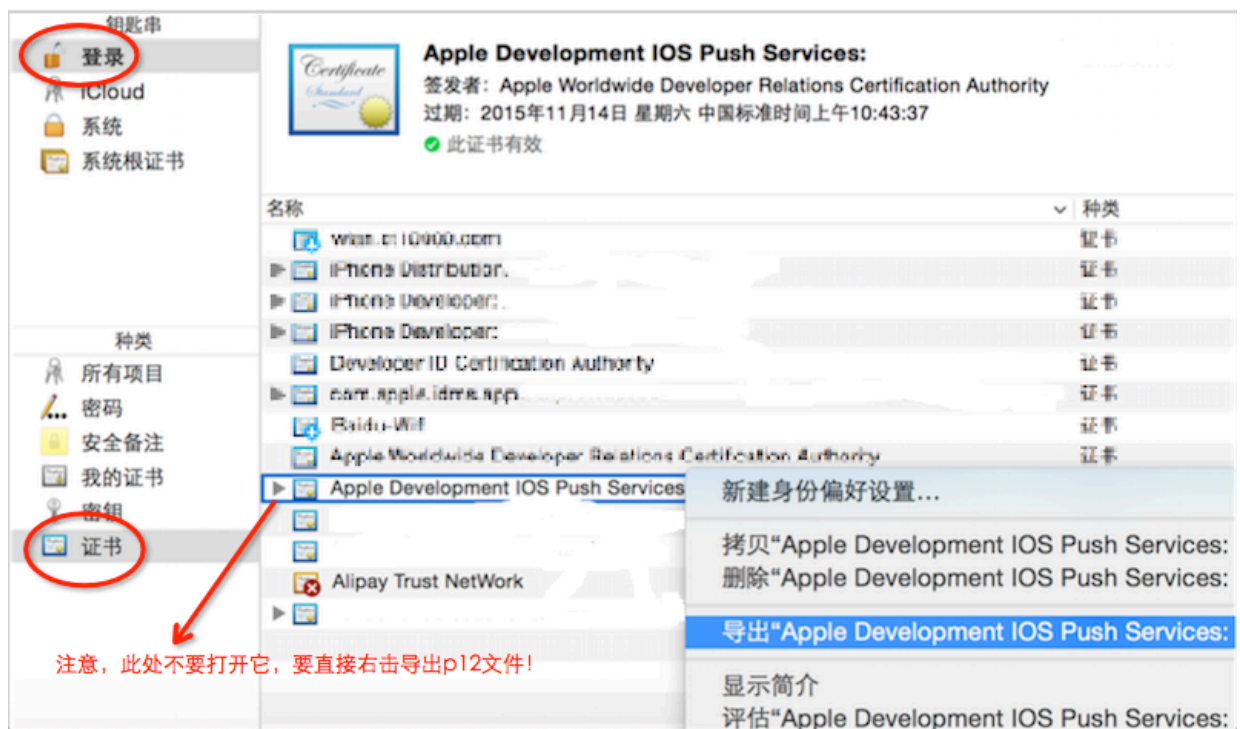 钥匙串
登录
iCloud
系统
系统根证书
Apple Development IOS Push Services:
签发者：Apple Worldwide Developer Relations Certification Authority
过期：2015年11月14日 星期六 中国标准时间上午10:43:37
此证书有效
名称 种类
证书
iPhone Distribution. 证书
iPhone Developer: 证书
iPhone Developer: 证书
Developer ID Certification Authority 证书
com.apple.idms.app. 证书
Baidu-Wifi 证书
Apple Worldwide Developer Relations Certification Authority 证书
Apple Development IOS Push Services
Alipay Trust NetWork
种类
所有项目
密码
安全备注
我的证书
密钥
证书
新建身份偏好设置...
拷贝“Apple Development IOS Push Services:
删除“Apple Development IOS Push Services:
导出“Apple Development IOS Push Services:
显示简介
评估“Apple Development IOS Push Services:
注意，此处不要打开它，要直接右击导出p12文件！